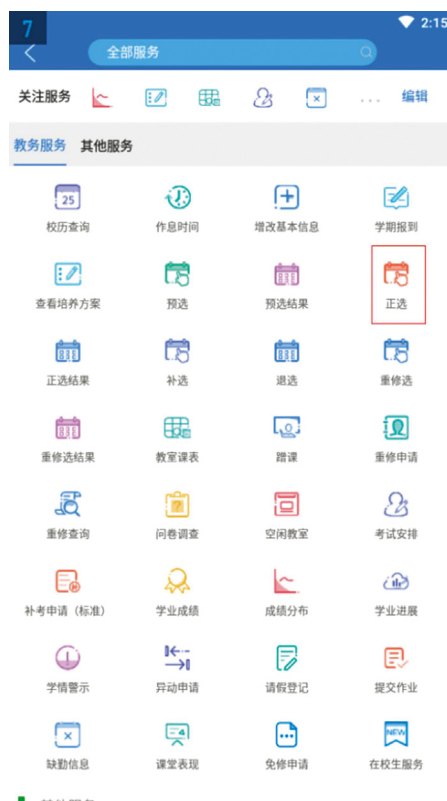 7
2:15
全部服务
关注服务 ... 编辑
教务服务 其他服务
25
校历查询 作息时间 增改基本信息 学期报到
查看培养方案 预选 预选结果 正选
正选结果 补选 退选 重修选
重修选结果 教室课表 蹭课 重修申请
重修查询 问卷调查 空闲教室 考试安排
补考申请（标准） 学业成绩 成绩分布 学业进展
学情警示 异动申请 请假登记 提交作业
NEW
缺勤信息 课堂表现 免修申请 在校生服务